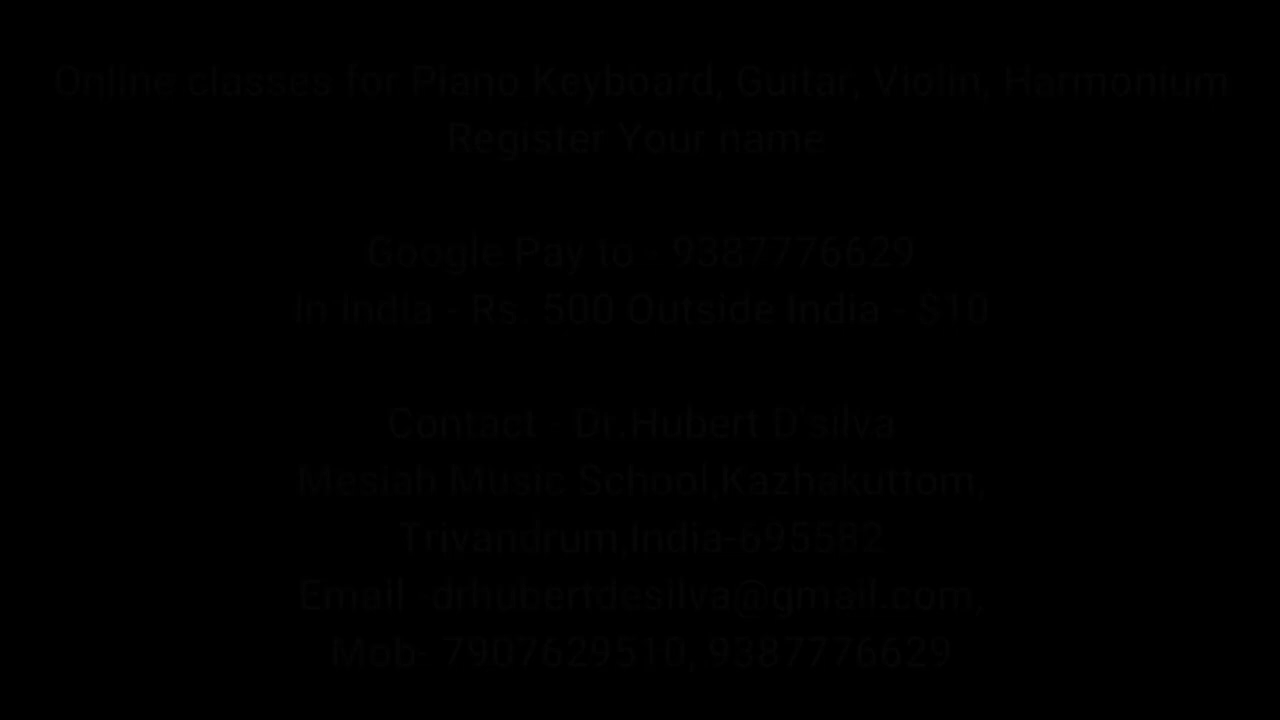 Online classes for Piano Keyboard, Guitar, Violin, Harmonium
Register Your name
Google Pay to - 9387776629
In India - Rs. 500 Outside India - $10
Contact - Dr.Hubert D'silva
Mesiah Music School,Kazhakuttom,
Trivandrum,India-695582
Email -drhubertdesilva@gmail.com,
Mob- 7907629510, 9387776629